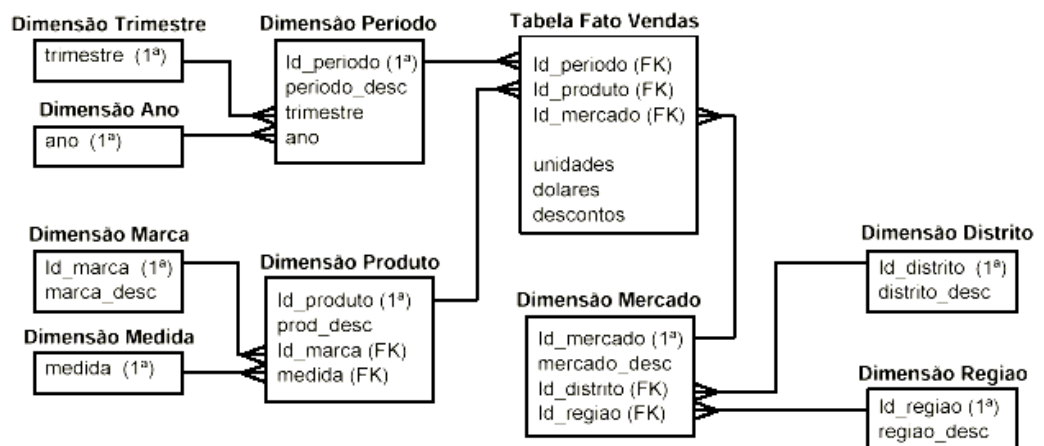 Dimensão Trimestre
trimestre (1ª)
Dimensão Ano
ano (1ª)
Dimensão Período
Id_periodo (1ª)
periodo_desc
trimestre
ano
Tabela Fato Vendas
Id_periodo (FK)
Id_produto (FK)
Id_mercado (FK)
unidades
dolares
descontos
Dimensão Marca
Id_marca (1ª)
marca_desc
Dimensão Medida
medida (1ª)
Dimensão Produto
Id_produto (1ª)
prod_desc
Id_marca (FK)
medida (FK)
Dimensão Mercado
Id_mercado (1ª)
mercado_desc
Id_distrito (FK)
Id_regiao (FK)
Dimensão Distrito
Id_distrito (1ª)
distrito_desc
Dimensão Regiao
Id_regiao (1ª)
regiao_desc